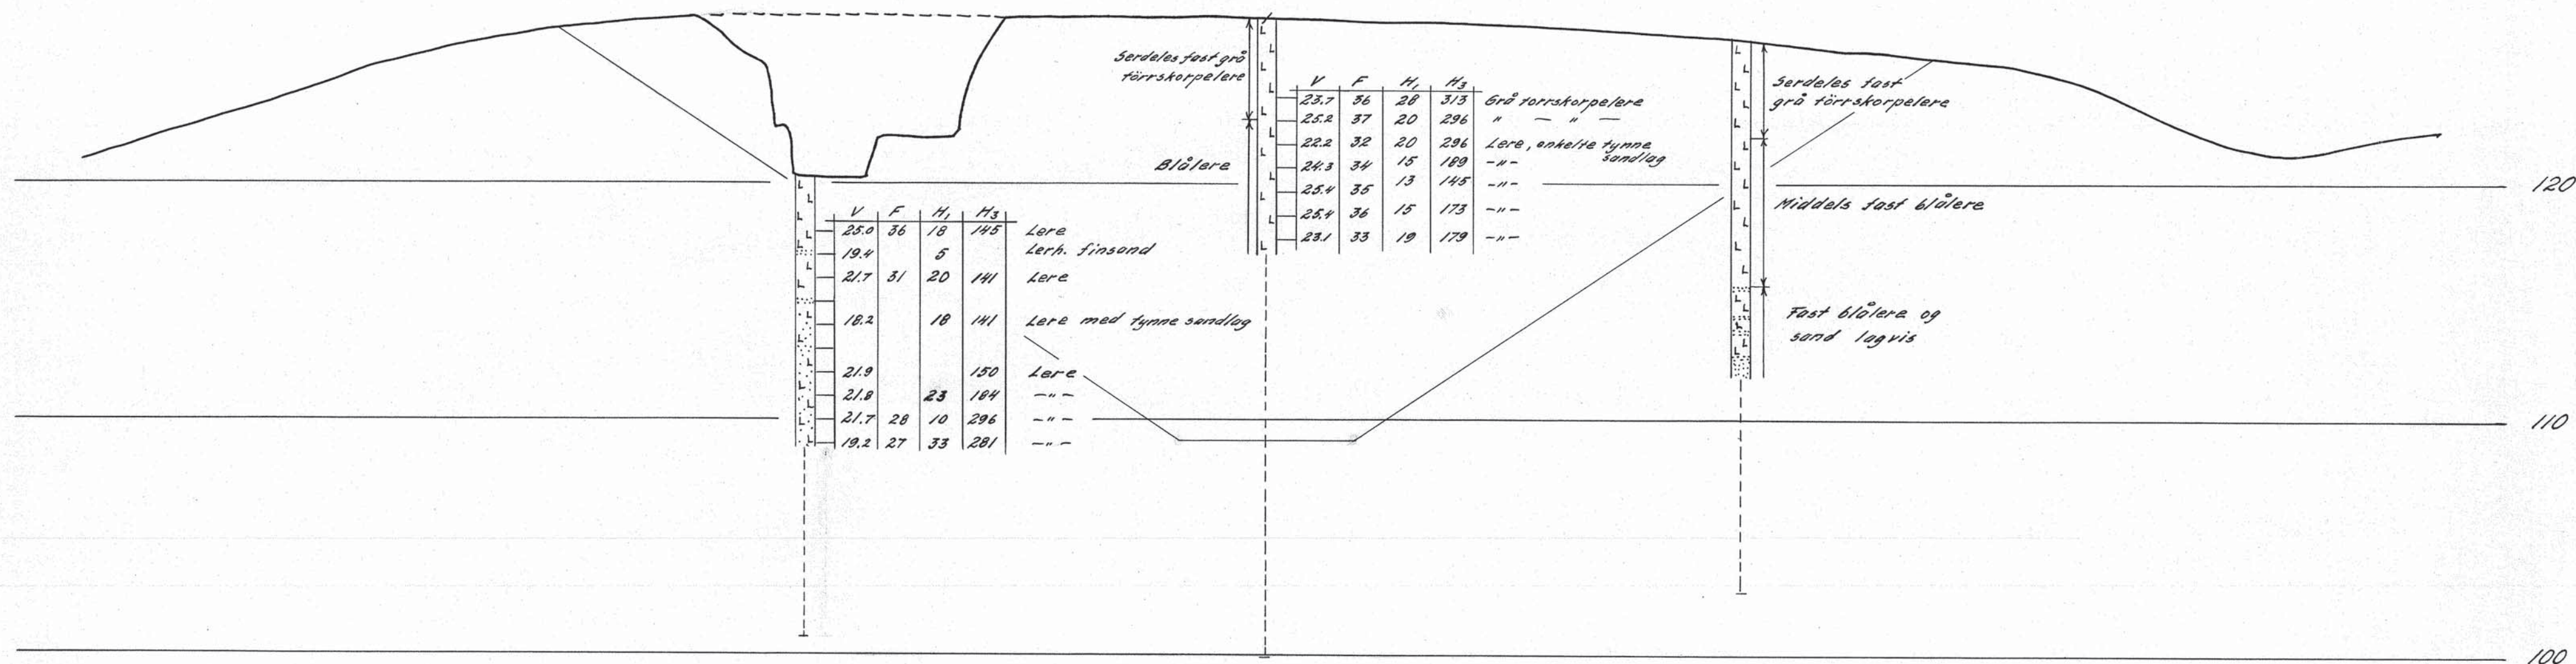 Serdeles fast grå
törrskorpelere
Blålere
V F H₁ H₃
23.7 36 28 313 Grå torrskorpelere
25.2 37 20 296 " — " —
22.2 32 20 296 Lere, enkelte tynne
sandlag
24.3 34 15 189 -"-
25.4 35 13 145 -"-
25.4 36 15 173 -"-
23.1 33 19 179 -"-
Serdeles fast
grå törrskorpelere
Middels fast blålere
Fast blålere og
sand lagvis
120
V F H₁ H₃
25.0 36 18 145 Lere
19.4 5 Lerh. finsand
21.7 31 20 141 Lere
18.2 18 141 Lere med tynne sandlag
21.9 150 Lere
21.8 23 184 -"-
21.7 28 10 296 -"-
19.2 27 33 281 -"-
110
100